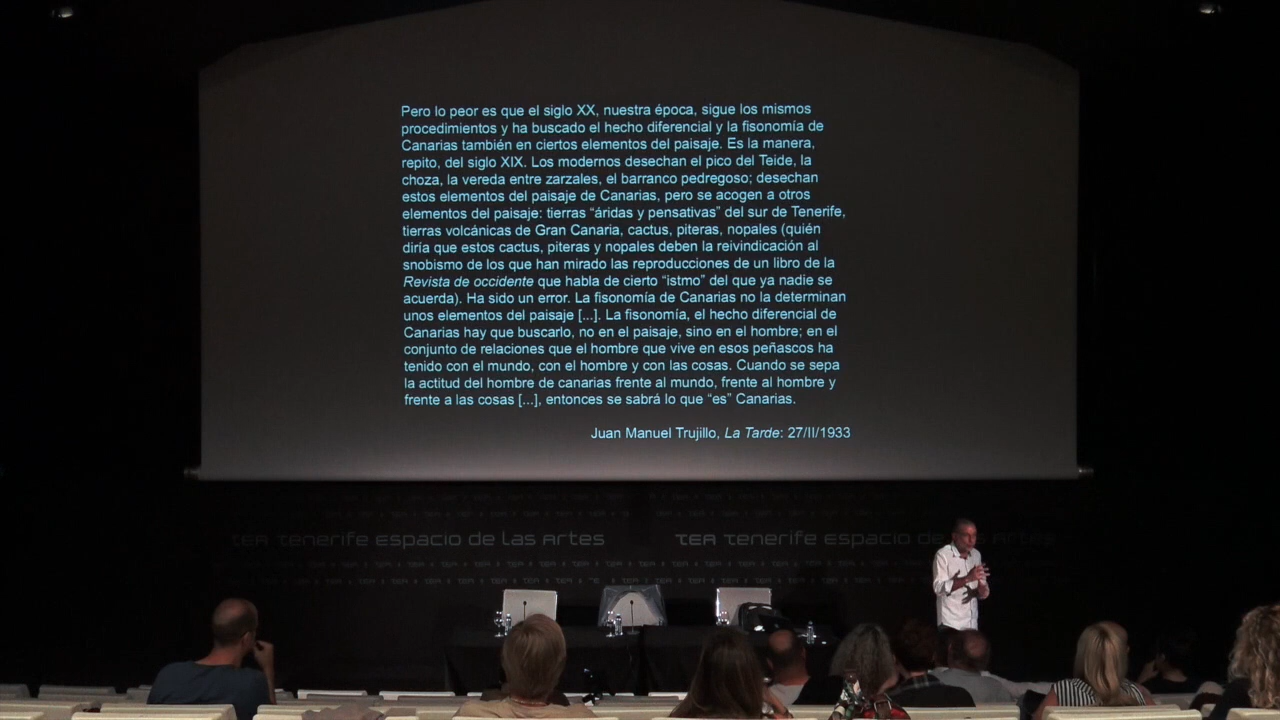 Pero lo peor es que el siglo XX, nuestra época, sigue los mismos
procedimientos y ha buscado el hecho diferencial y la fisonomía de
Canarias también en ciertos elementos del paisaje. Es la manera,
repito, del siglo XIX. Los modernos desechan el pico del Teide, la
choza, la vereda entre zarzales, el barranco pedregoso; desechan
estos elementos del paisaje de Canarias, pero se acogen a otros
elementos del paisaje: tierras “áridas y pensativas” del sur de Tenerife,
tierras volcánicas de Gran Canaria, cactus, piteras, nopales (quién
diría que estos cactus, piteras y nopales deben la reivindicación al
snobismo de los que han mirado las reproducciones de un libro de la
Revista de occidente que habla de cierto “istmo” del que ya nadie se
acuerda). Ha sido un error. La fisonomía de Canarias no la determinan
unos elementos del paisaje [...]. La fisonomía, el hecho diferencial de
Canarias hay que buscarlo, no en el paisaje, sino en el hombre; en el
conjunto de relaciones que el hombre que vive en esos peñascos ha
tenido con el mundo, con el hombre y con las cosas. Cuando se sepa
la actitud del hombre de canarias frente al mundo, frente al hombre y
frente a las cosas [...], entonces se sabrá lo que “es” Canarias.
Juan Manuel Trujillo, La Tarde: 27/II/1933
TEA Tenerife Espacio de las Artes TEA Tenerife Espacio de las Artes